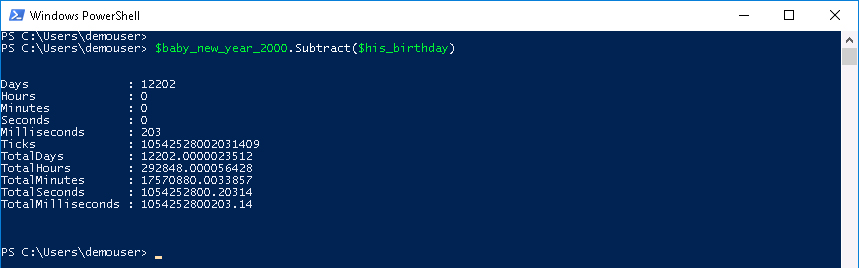 Windows PowerShell
PS C:\Users\demouser>
PS C:\Users\demouser> $baby_new_year_2000.Subtract($his_birthday)
Days              : 12202
Hours             : 0
Minutes           : 0
Seconds           : 0
Milliseconds      : 203
Ticks             : 10542528002031409
TotalDays         : 12202.0000023512
TotalHours        : 292848.000056428
TotalMinutes      : 17570880.0033857
TotalSeconds      : 1054252800.20314
TotalMilliseconds : 1054252800203.14
PS C:\Users\demouser>